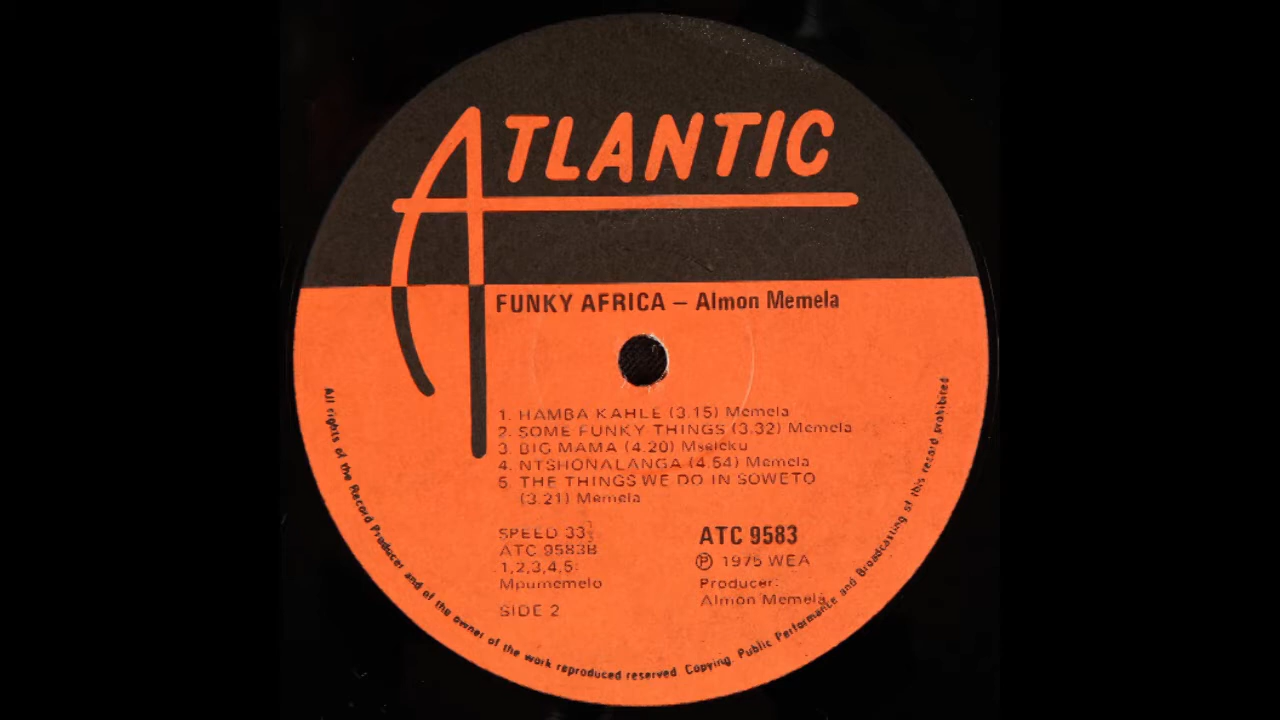 ATLANTIC
FUNKY AFRICA – Almon Memela
1. HAMBA KAHLE (3.15) Memela
2. SOME FUNKY THINGS (3.32) Memela
3. BIG MAMA (4.20) Mseleku
4. NTSHONALANGA (4.54) Memela
5. THE THINGS WE DO IN SOWETO
(3.21) Memela
SPEED 33⅓
ATC 9583B
1,2,3,4,5:
Mpumemelo
SIDE 2
ATC 9583
Ⓟ 1975 WEA
Producer:
Almon Memela
All rights of the Record Producer and of the owner of the work reproduced reserved. Copying, Public Performance and Broadcasting of this record prohibited